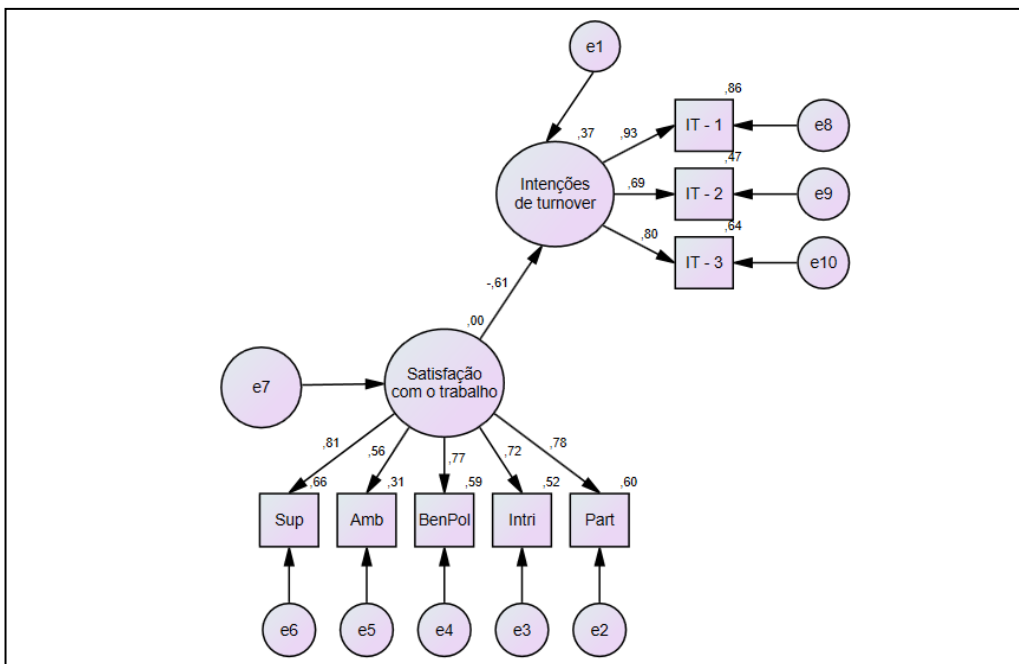 e1
,86
,37
,93
IT - 1
e8
,47
Intenções
de turnover
,69
IT - 2
e9
,64
,80
IT - 3
e10
-,61
,00
e7
Satisfação
com o trabalho
,81
,56
,77
,72
,78
,66
,31
,59
,52
,60
Sup
Amb
BenPol
Intri
Part
e6
e5
e4
e3
e2